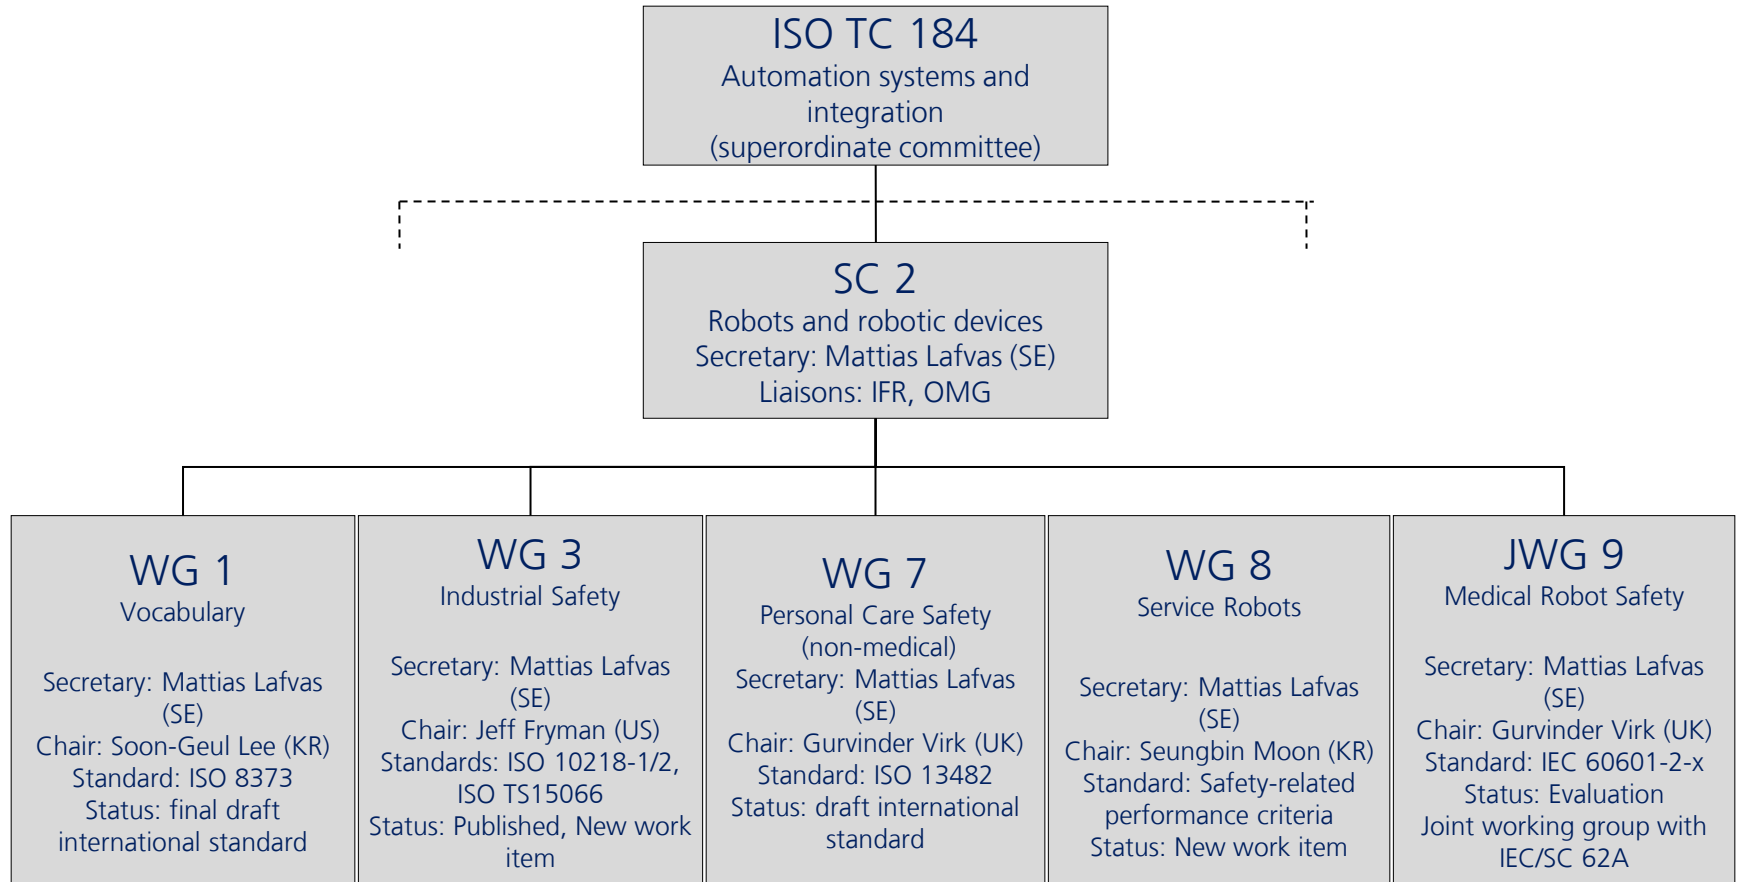 ISO TC 184
Automation systems and
integration
(superordinate committee)
SC 2
Robots and robotic devices
Secretary: Mattias Lafvas (SE)
Liaisons: IFR, OMG
WG 1
Vocabulary
Secretary: Mattias Lafvas
(SE)
Chair: Soon-Geul Lee (KR)
Standard: ISO 8373
Status: final draft
international standard
WG 3
Industrial Safety
Secretary: Mattias Lafvas
(SE)
Chair: Jeff Fryman (US)
Standards: ISO 10218-1/2,
ISO TS15066
Status: Published, New work
item
WG 7
Personal Care Safety
(non-medical)
Secretary: Mattias Lafvas
(SE)
Chair: Gurvinder Virk (UK)
Standard: ISO 13482
Status: draft international
standard
WG 8
Service Robots
Secretary: Mattias Lafvas
(SE)
Chair: Seungbin Moon (KR)
Standard: Safety-related
performance criteria
Status: New work item
JWG 9
Medical Robot Safety
Secretary: Mattias Lafvas
(SE)
Chair: Gurvinder Virk (UK)
Standard: IEC 60601-2-x
Status: Evaluation
Joint working group with
IEC/SC 62A